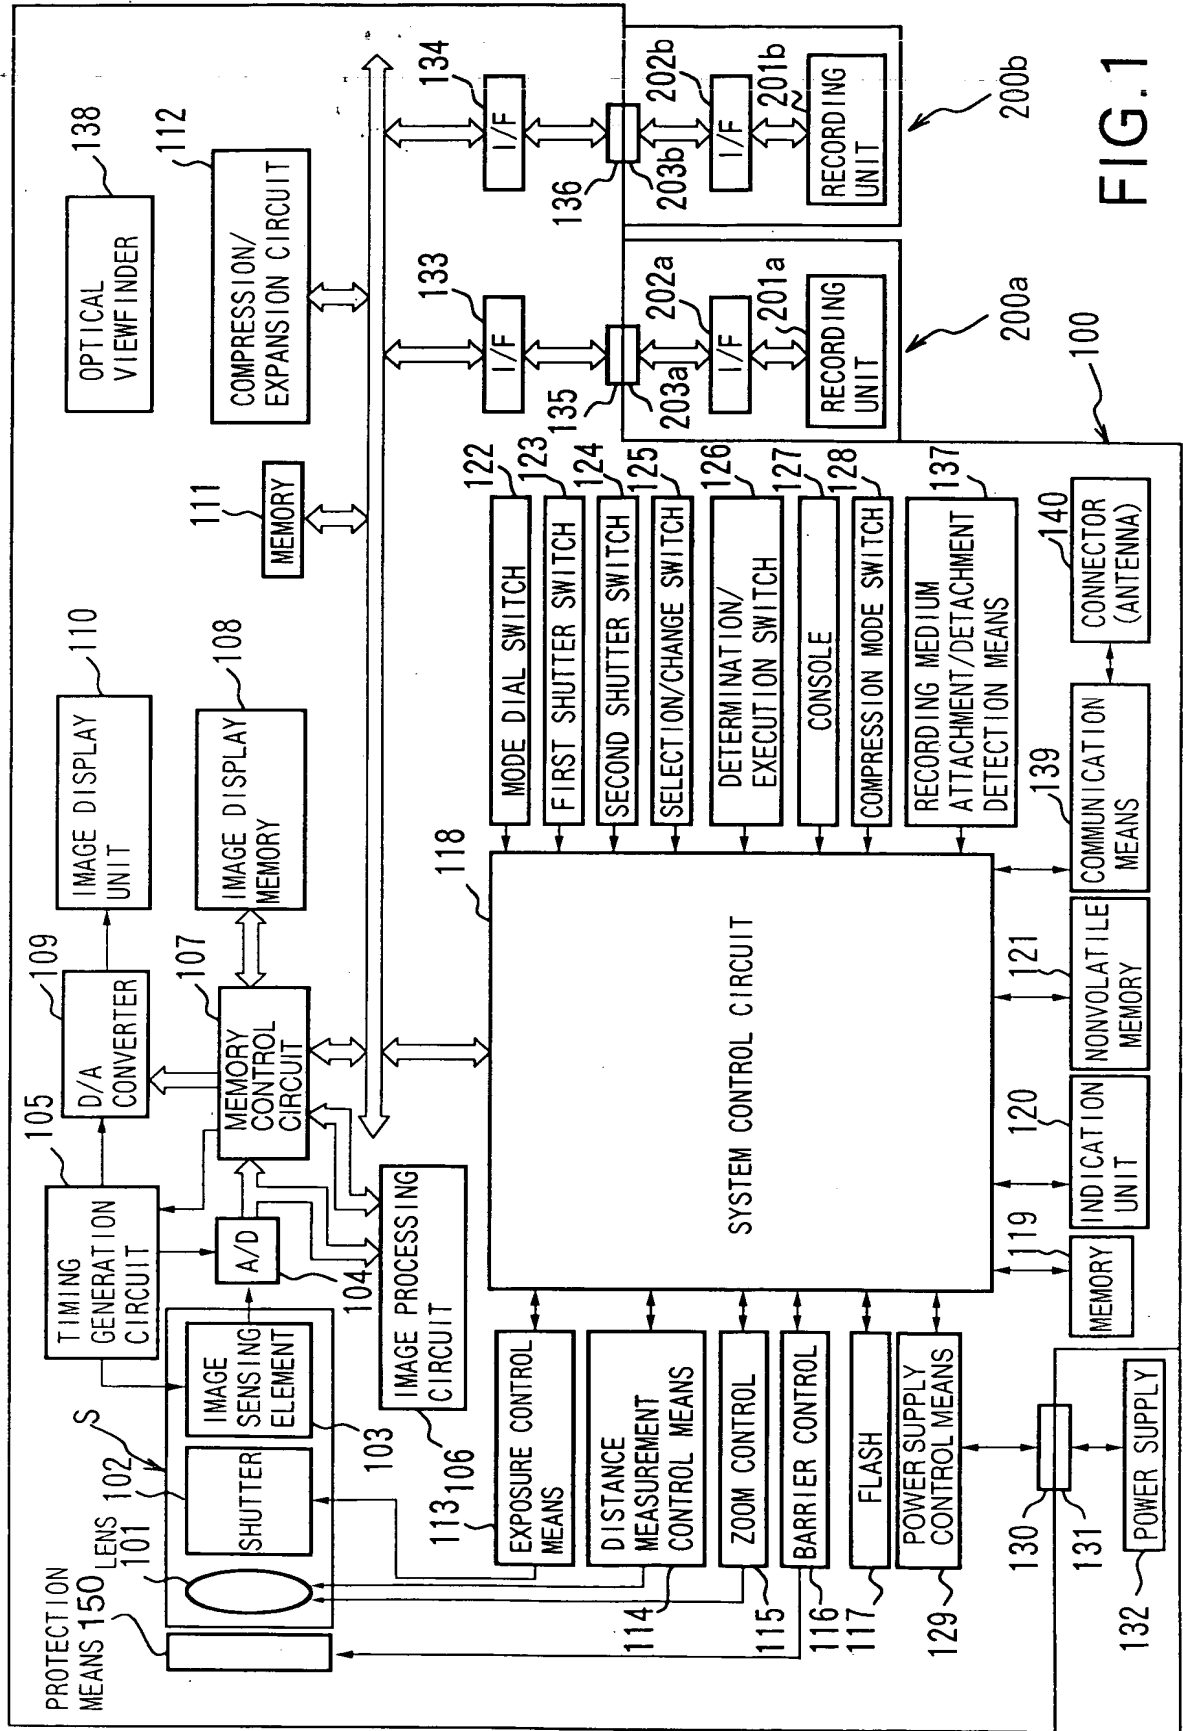 PROTECTION
MEANS 150
LENS
101
102
S
SHUTTER
IMAGE
SENSING
ELEMENT
103
TIMING
GENERATION
CIRCUIT
105
A/D
104
D/A
CONVERTER
109
IMAGE DISPLAY
UNIT
110
MEMORY
CONTROL
CIRCUIT
107
IMAGE DISPLAY
MEMORY
108
IMAGE PROCESSING
CIRCUIT
106
MEMORY
111
OPTICAL
VIEWFINDER
138
COMPRESSION/
EXPANSION CIRCUIT
112
EXPOSURE CONTROL
MEANS
113
DISTANCE
MEASUREMENT
CONTROL MEANS
114
ZOOM CONTROL
115
BARRIER CONTROL
116
FLASH
117
POWER SUPPLY
CONTROL MEANS
129
SYSTEM CONTROL CIRCUIT
118
MODE DIAL SWITCH
122
FIRST SHUTTER SWITCH
123
SECOND SHUTTER SWITCH
124
SELECTION/CHANGE SWITCH
125
DETERMINATION/
EXECUTION SWITCH
126
CONSOLE
127
COMPRESSION MODE SWITCH
128
RECORDING MEDIUM
ATTACHMENT/DETACHMENT
DETECTION MEANS
137
I/F
133
135
203a
I/F
202a
201a
RECORDING
UNIT
200a
I/F
134
136
203b
I/F
202b
201b
RECORDING
UNIT
200b
130
131
POWER SUPPLY
132
MEMORY
119
INDICATION
UNIT
120
NONVOLATILE
MEMORY
121
COMMUNICATION
MEANS
139
CONNECTOR
(ANTENNA)
140
100
FIG.1